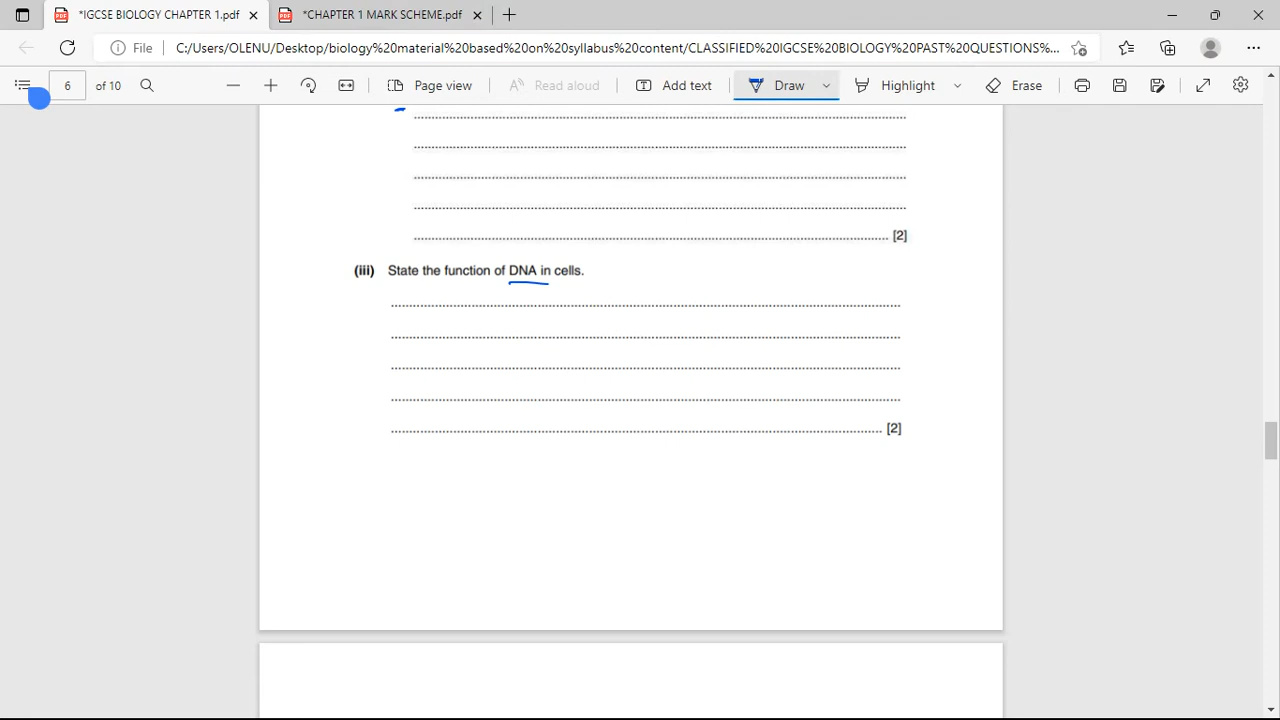 *IGCSE BIOLOGY CHAPTER 1.pdf
*CHAPTER 1 MARK SCHEME.pdf
File
C:/Users/OLENU/Desktop/biology%20material%20based%20on%20syllabus%20content/CLASSIFIED%20IGCSE%20BIOLOGY%20PAST%20QUESTIONS%...
6 of 10
Page view
Read aloud
Add text
Draw
Highlight
Erase
[2]
(iii) State the function of DNA in cells.
[2]